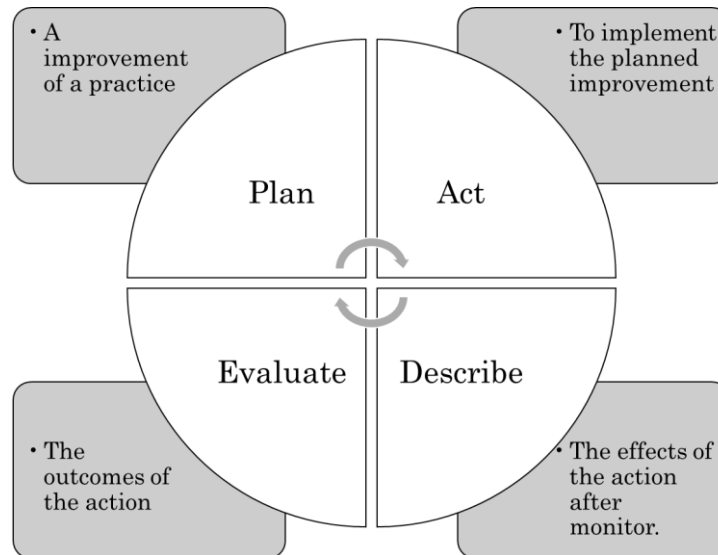 • A
improvement
of a practice
• To implement
the planned
improvement
Plan
Act
Evaluate
Describe
• The
outcomes of
the action
• The effects of
the action
after
monitor.